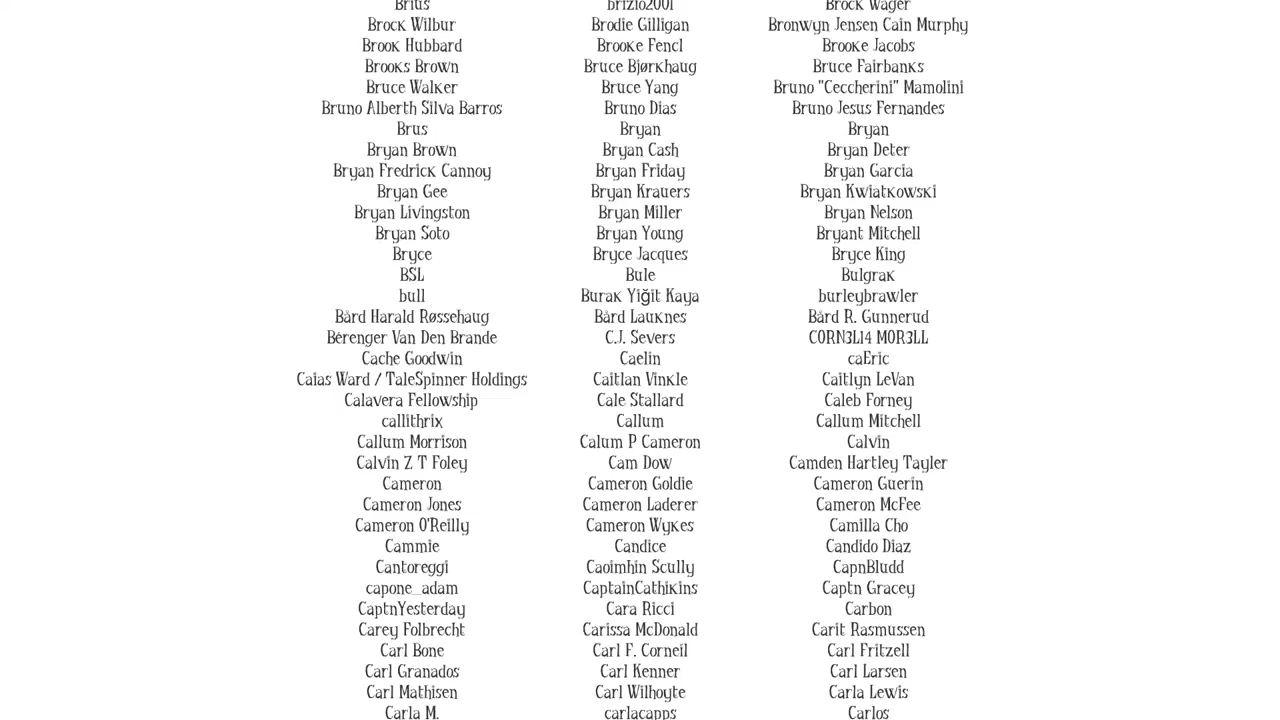 Brius brizio2001 Brock Wager
Brock Wilbur Brodie Gilligan Bronwyn Jensen Cain Murphy
Brook Hubbard Brooke Fencl Brooke Jacobs
Brooks Brown Bruce Bjørkhaug Bruce Fairbanks
Bruce Walker Bruce Yang Bruno "Ceccherini" Mamolini
Bruno Alberth Silva Barros Bruno Dias Bruno Jesus Fernandes
Brus Bryan Bryan
Bryan Brown Bryan Cash Bryan Deter
Bryan Fredrick Cannoy Bryan Friday Bryan Garcia
Bryan Gee Bryan Krauers Bryan Kwiatkowski
Bryan Livingston Bryan Miller Bryan Nelson
Bryan Soto Bryan Young Bryant Mitchell
Bryce Bryce Jacques Bryce King
BSL Bule Bulgrak
bull Burak Yiğit Kaya burleybrawler
Bård Harald Røssehaug Bård Lauknes Bård R. Gunnerud
Bérenger Van Den Brande C.J. Severs C0RN3L14 M0R3LL
Cache Goodwin Caelin caEric
Caias Ward / TaleSpinner Holdings Caitlan Vinkle Caitlyn LeVan
Calavera Fellowship Cale Stallard Caleb Forney
callithrix Callum Callum Mitchell
Callum Morrison Calum P Cameron Calvin
Calvin Z T Foley Cam Dow Camden Hartley Tayler
Cameron Cameron Goldie Cameron Guerin
Cameron Jones Cameron Laderer Cameron McFee
Cameron O'Reilly Cameron Wykes Camilla Cho
Cammie Candice Candido Diaz
Cantoreggi Caoimhin Scully CapnBludd
capone_adam CaptainCathikins Captn Gracey
CaptnYesterday Cara Ricci Carbon
Carey Folbrecht Carissa McDonald Carit Rasmussen
Carl Bone Carl F. Corneil Carl Fritzell
Carl Granados Carl Kenner Carl Larsen
Carl Mathisen Carl Wilhoyte Carla Lewis
Carla M. carlacapps Carlos